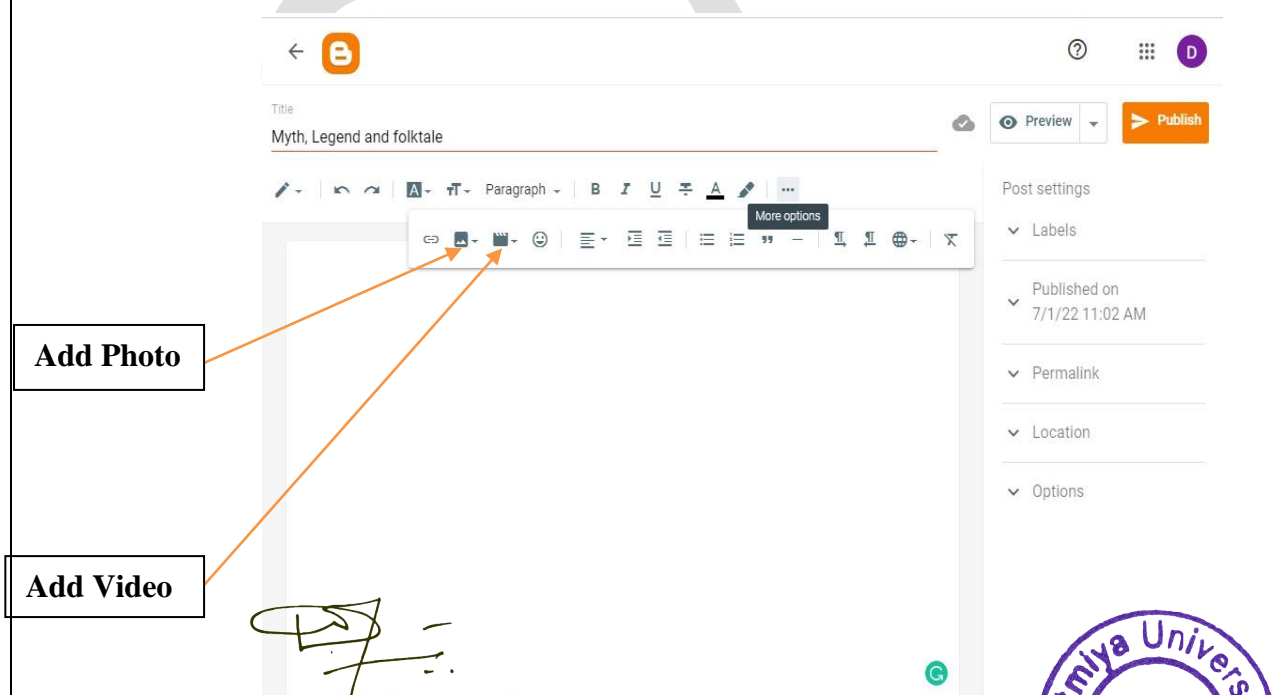 D
Title
Myth, Legend and folktale
Preview
Publish
Paragraph
B I U A
More options
Post settings
Labels
Published on
7/1/22 11:02 AM
Permalink
Location
Options
Add Photo
Add Video